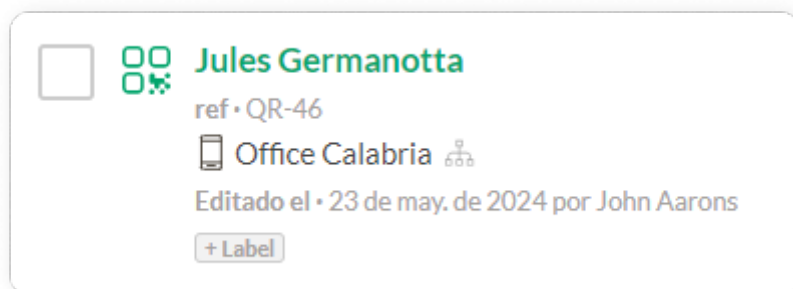 Jules Germanotta
ref • QR-46
Office Calabria
Editado el • 23 de may. de 2024 por John Aarons
+ Label